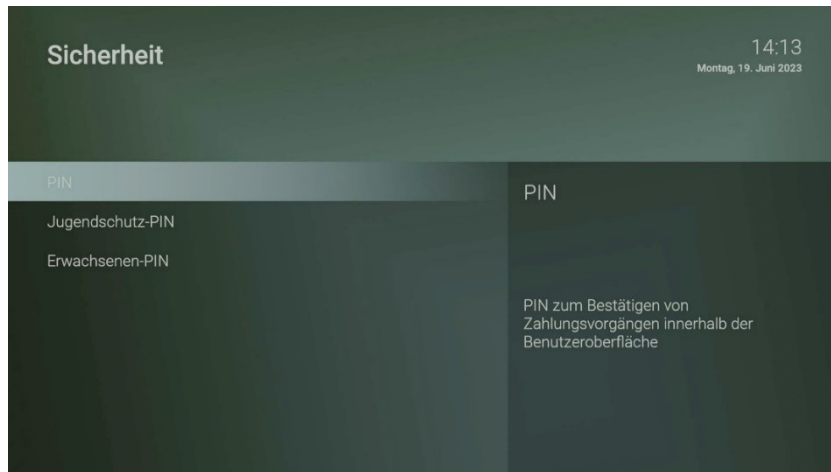 Sicherheit
14:13
Montag, 19. Juni 2023
PIN
Jugendschutz-PIN
Erwachsenen-PIN
PIN
PIN zum Bestätigen von
Zahlungsvorgängen innerhalb der
Benutzeroberfläche